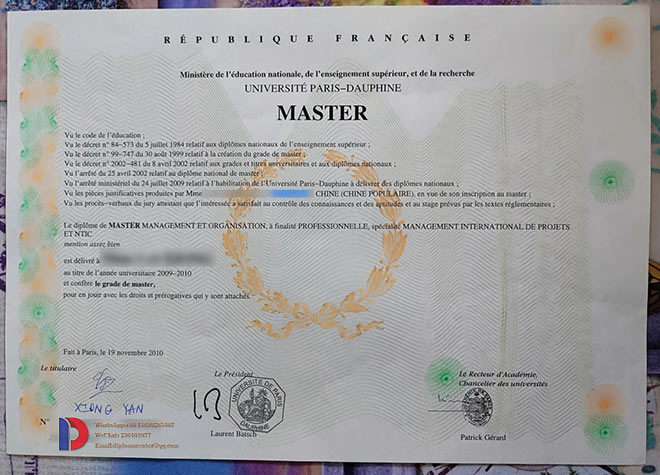 RÉPUBLIQUE FRANÇAISE
Ministère de l'éducation nationale, de l'enseignement supérieur, et de la recherche
UNIVERSITÉ PARIS-DAUPHINE
MASTER
Vu le code de l'éducation ;
Vu le décret n° 84-573 du 5 juillet 1984 relatif aux diplômes nationaux de l'enseignement supérieur ;
Vu le décret n° 99-747 du 30 août 1999 relatif à la création du grade de master ;
Vu le décret n° 2002-481 du 8 avril 2002 relatif aux grades et titres universitaires et aux diplômes nationaux ;
Vu l'arrêté du 25 avril 2002 relatif au diplôme national de master ;
Vu l'arrêté ministériel du 24 juillet 2009 relatif à l'habilitation de l'Université Paris-Dauphine à délivrer des diplômes nationaux ;
Vu les pièces justificatives produites par Mme CHINE (CHINE POPULAIRE), en vue de son inscription au master ;
Vu les procès-verbaux du jury attestant que l'intéressée a satisfait au contrôle des connaissances et des aptitudes et au stage prévus par les textes réglementaires ;
Le diplôme de MASTER MANAGEMENT ET ORGANISATION, à finalité PROFESSIONNELLE, spécialité MANAGEMENT INTERNATIONAL DE PROJETS
ET NTIC
mention assez bien
est délivré à
au titre de l'année universitaire 2009-2010
et confère le grade de master,
pour en jouir avec les droits et prérogatives qui y sont attachés.
Fait à Paris, le 19 novembre 2010
Le titulaire
Le Président
Le Recteur d'Académie,
Chancelier des universités
XIONG YAN
UNIVERSITÉ DE PARIS
DAUPHINE
N°
Laurent Batsch
Patrick Gérard